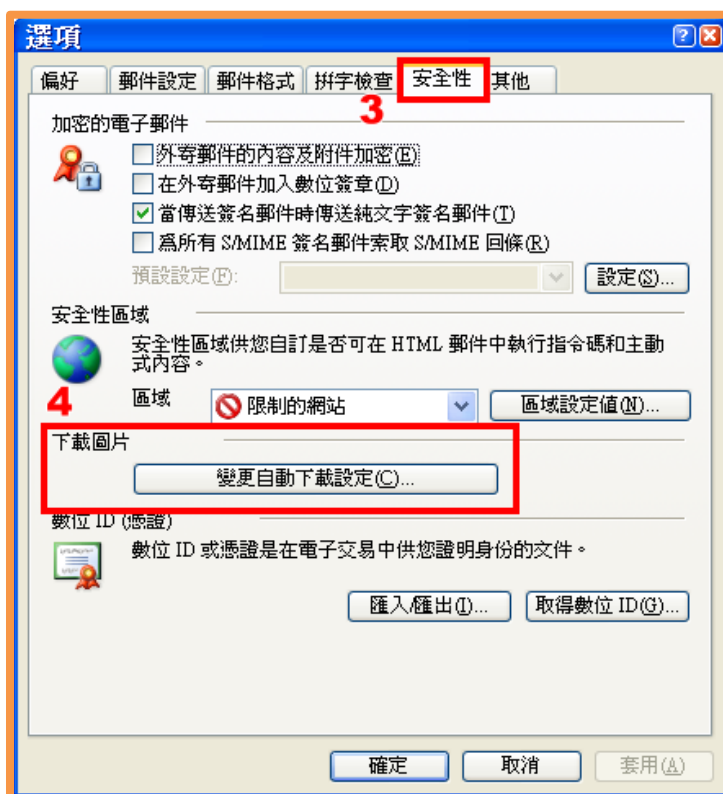 選項
偏好 郵件設定 郵件格式 拼字檢查 安全性 其他
3
加密的電子郵件
外寄郵件的內容及附件加密(E)
在外寄郵件加入數位簽章(D)
當傳送簽名郵件時傳送純文字簽名郵件(T)
為所有 S/MIME 簽名郵件索取 S/MIME 回條(R)
預設設定(F): 設定(S)...
安全性區域
安全性區域供您自訂是否可在 HTML 郵件中執行指令碼和主動
式內容。
4
區域 限制的網站 區域設定值(N)...
下載圖片
變更自動下載設定(C)...
數位 ID (憑證)
數位 ID 或憑證是在電子交易中供您證明身份的文件。
匯入/匯出(I)... 取得數位 ID(G)...
確定 取消 套用(A)